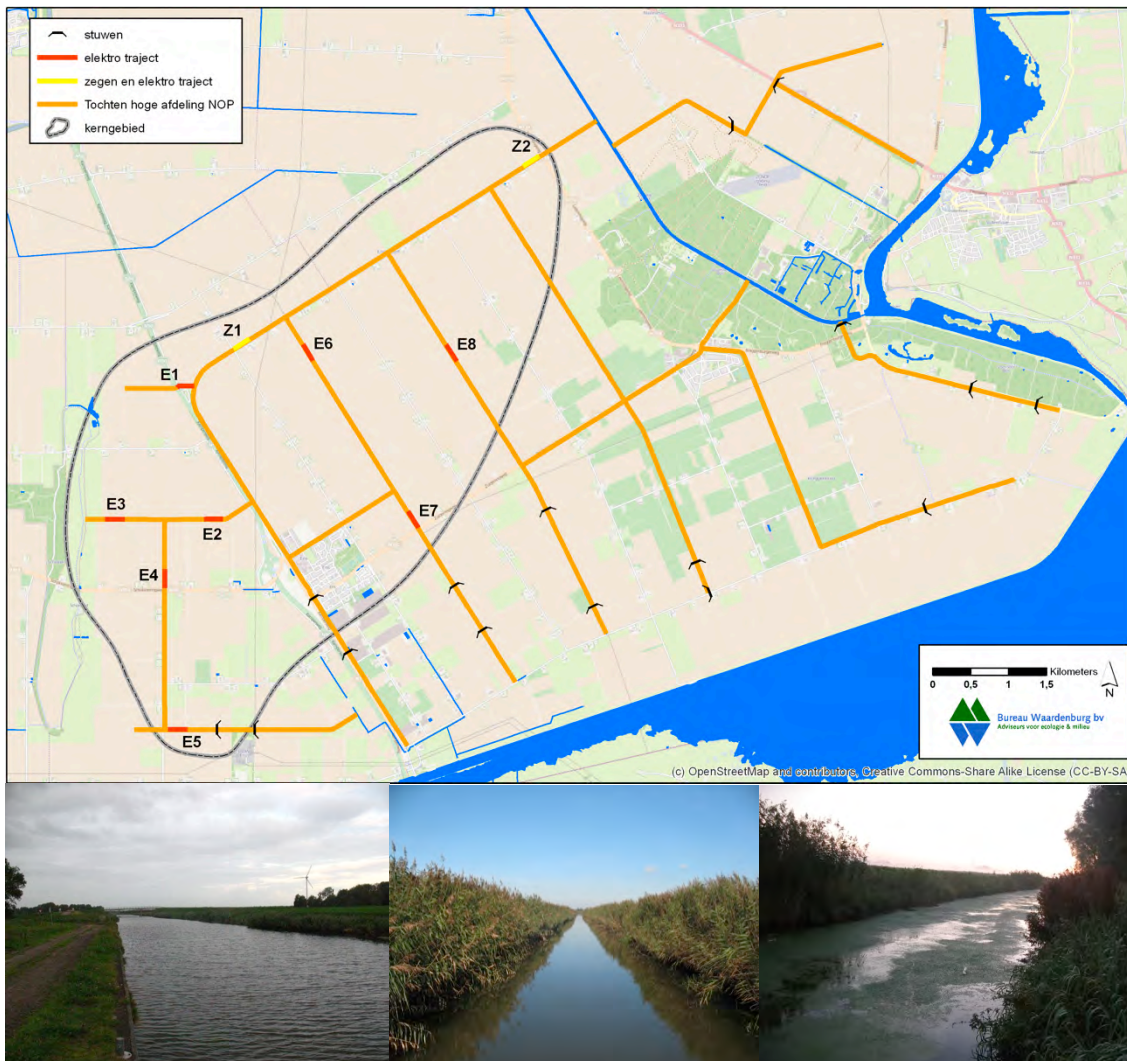 stuwen
elektro traject
zegen en elektro traject
Tochten hoge afdeling NOP
kerngebied
Z2
Z1
E6
E8
E1
E3
E2
E7
E4
E5
Kilometers
0 0,5 1 1,5
N
Bureau Waardenburg bv
Adviseurs voor ecologie & milieu
(c) OpenStreetMap and contributors, Creative Commons-Share Alike License (CC-BY-SA